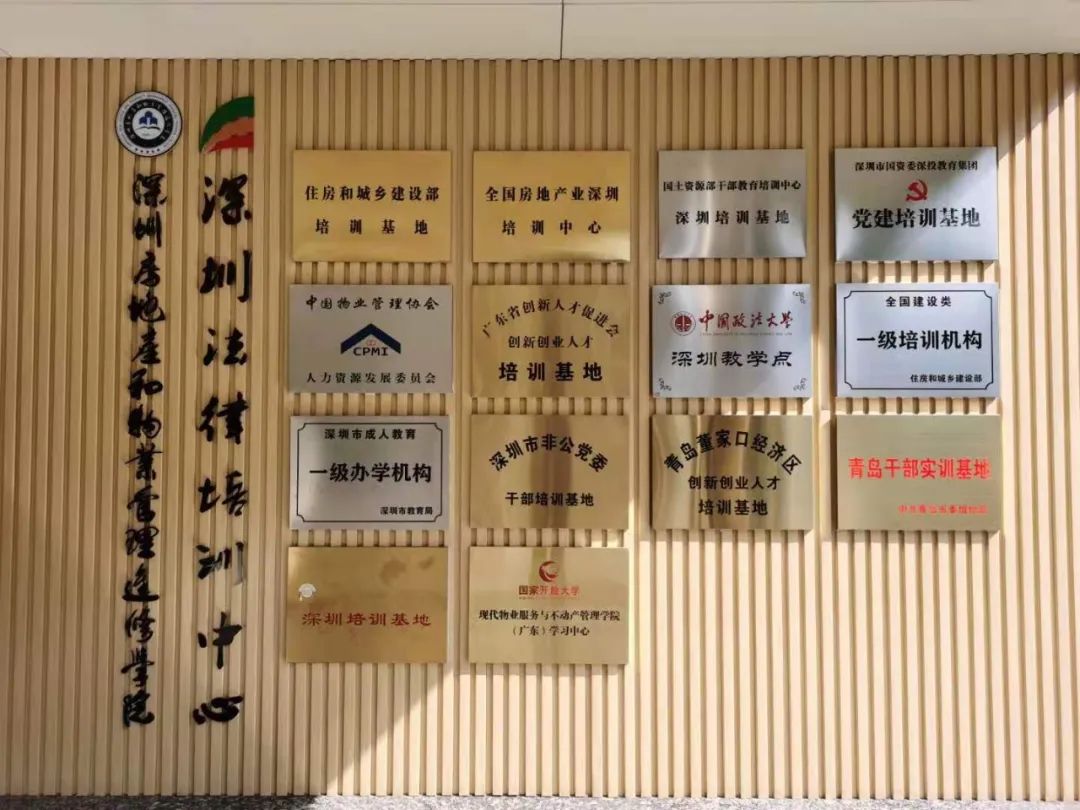 深圳房地产和物业管理进修学院
深圳法律培训中心
住房和城乡建设部
培训基地
全国房地产业深圳
培训中心
国土资源部干部教育培训中心
深圳培训基地
深圳市国资委深投教育集团
党建培训基地
中国物业管理协会
CPMI
人力资源发展委员会
广东省创新人才促进会
创新创业人才
培训基地
中国政法大学
深圳教学点
全国建设类
一级培训机构
住房和城乡建设部
深圳市成人教育
一级办学机构
深圳市教育局
深圳市非公党委
干部培训基地
青岛董家口经济区
创新创业人才
培训基地
青岛干部实训基地
深圳培训基地
国家开放大学
现代物业服务与不动产管理学院
（广东）学习中心